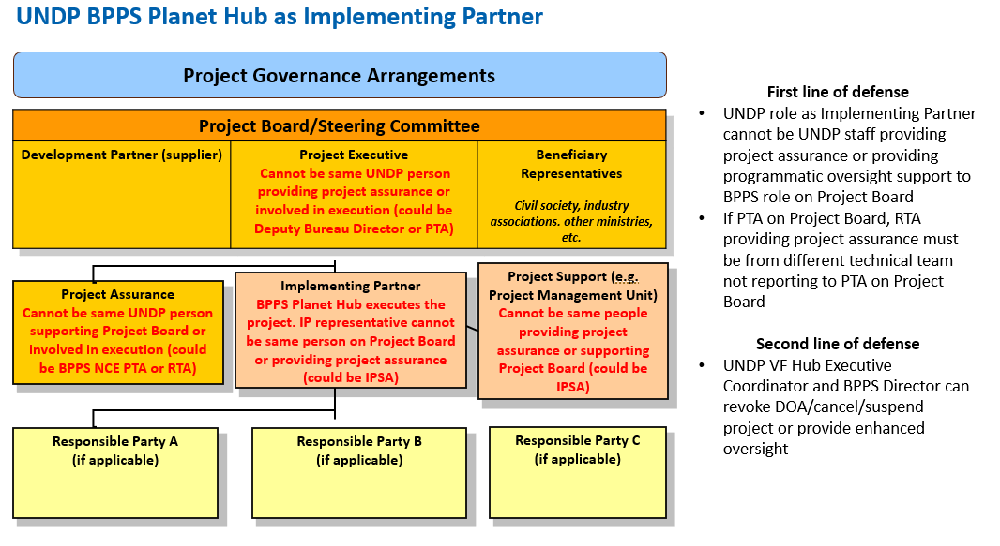 UNDP BPPS Planet Hub as Implementing Partner
Project Governance Arrangements
Project Board/Steering Committee
Development Partner (supplier)
Project Executive
Cannot be same UNDP person
providing project assurance or
involved in execution (could be
Deputy Bureau Director or PTA)
Beneficiary
Representatives
Civil society, industry
associations. other ministries,
etc.
Project Assurance
Cannot be same UNDP person
supporting Project Board or
involved in execution (could
be BPPS NCE PTA or RTA)
Implementing Partner
BPPS Planet Hub executes the
project. IP representative cannot
be same person on Project Board
or providing project assurance
(could be IPSA)
Project Support (e.g.
Project Management Unit)
Cannot be same people
providing project
assurance or supporting
Project Board (could be
IPSA)
Responsible Party A
(if applicable)
Responsible Party B
(if applicable)
Responsible Party C
(if applicable)
First line of defense
• UNDP role as Implementing Partner
cannot be UNDP staff providing
project assurance or providing
programmatic oversight support to
BPPS role on Project Board
• If PTA on Project Board, RTA
providing project assurance must
be from different technical team
not reporting to PTA on Project
Board
Second line of defense
• UNDP VF Hub Executive
Coordinator and BPPS Director can
revoke DOA/cancel/suspend
project or provide enhanced
oversight